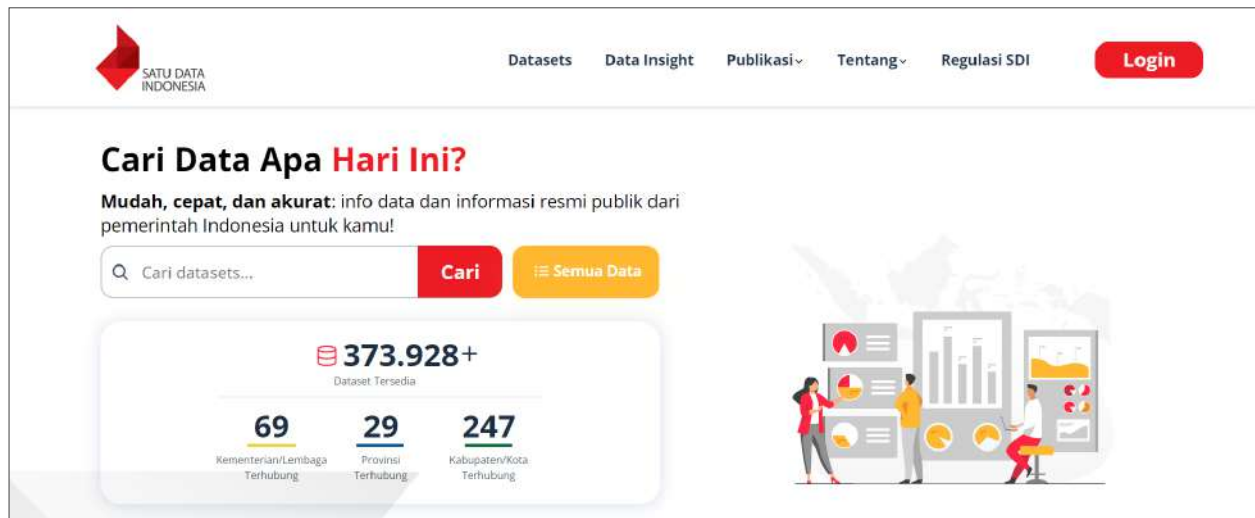 SATU DATA
INDONESIA
Datasets Data Insight Publikasi Tentang Regulasi SDI Login
Cari Data Apa Hari Ini?
Mudah, cepat, dan akurat: info data dan informasi resmi publik dari
pemerintah Indonesia untuk kamu!
Cari datasets... Cari Semua Data
373.928+
Dataset Tersedia
69 29 247
Kementerian/Lembaga Provinsi Kabupaten/Kota
Terhubung Terhubung Terhubung